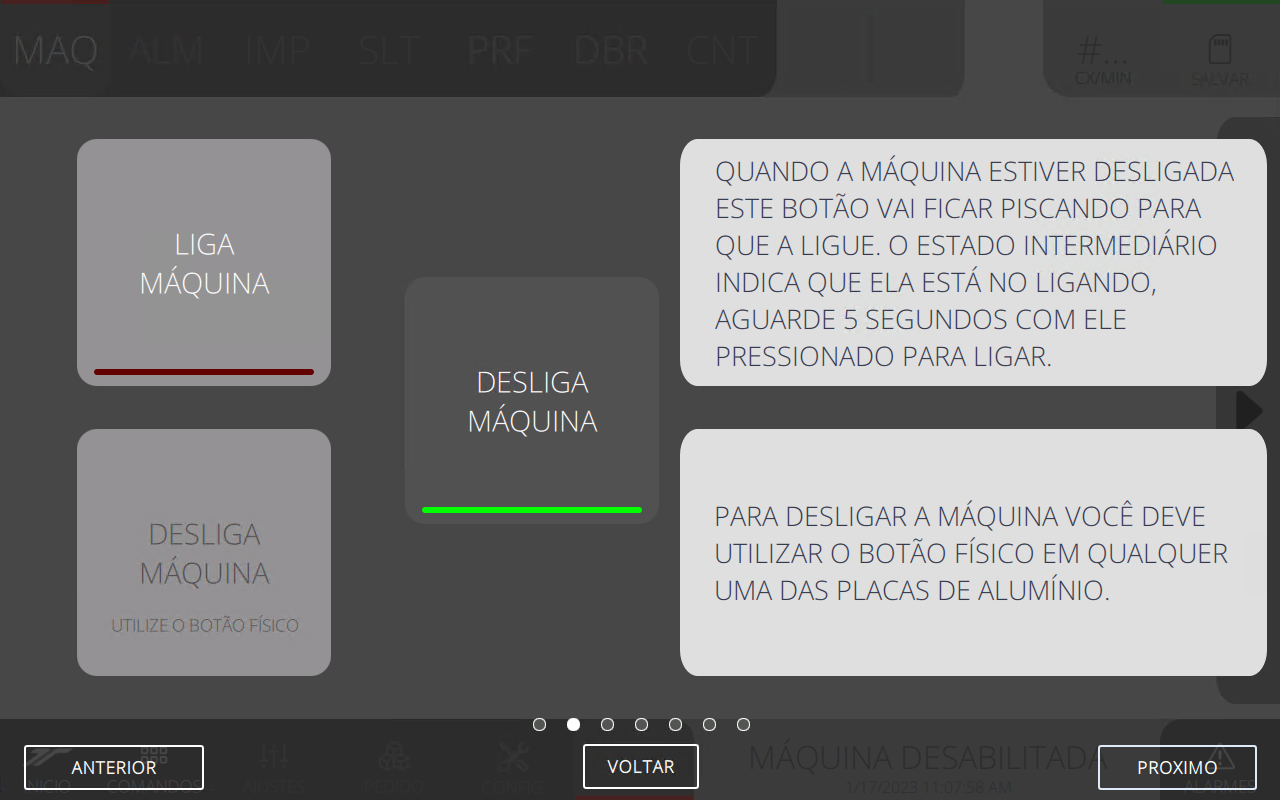 MAQ ALM IMP SLT PRF DBR CNT
#...
CX/MIN
SALVAR
LIGA
MÁQUINA
DESLIGA
MÁQUINA
QUANDO A MÁQUINA ESTIVER DESLIGADA
ESTE BOTÃO VAI FICAR PISCANDO PARA
QUE A LIGUE. O ESTADO INTERMEDIÁRIO
INDICA QUE ELA ESTÁ NO LIGANDO,
AGUARDE 5 SEGUNDOS COM ELE
PRESSIONADO PARA LIGAR.
DESLIGA
MÁQUINA
UTILIZE O BOTÃO FÍSICO
PARA DESLIGAR A MÁQUINA VOCÊ DEVE
UTILIZAR O BOTÃO FÍSICO EM QUALQUER
UMA DAS PLACAS DE ALUMÍNIO.
ANTERIOR
VOLTAR
PROXIMO
INICIO COMANDOS AJUSTES PEDIDO CONFIG
MÁQUINA DESABILITADA
1/17/2023 11:07:58 AM
ALARMES